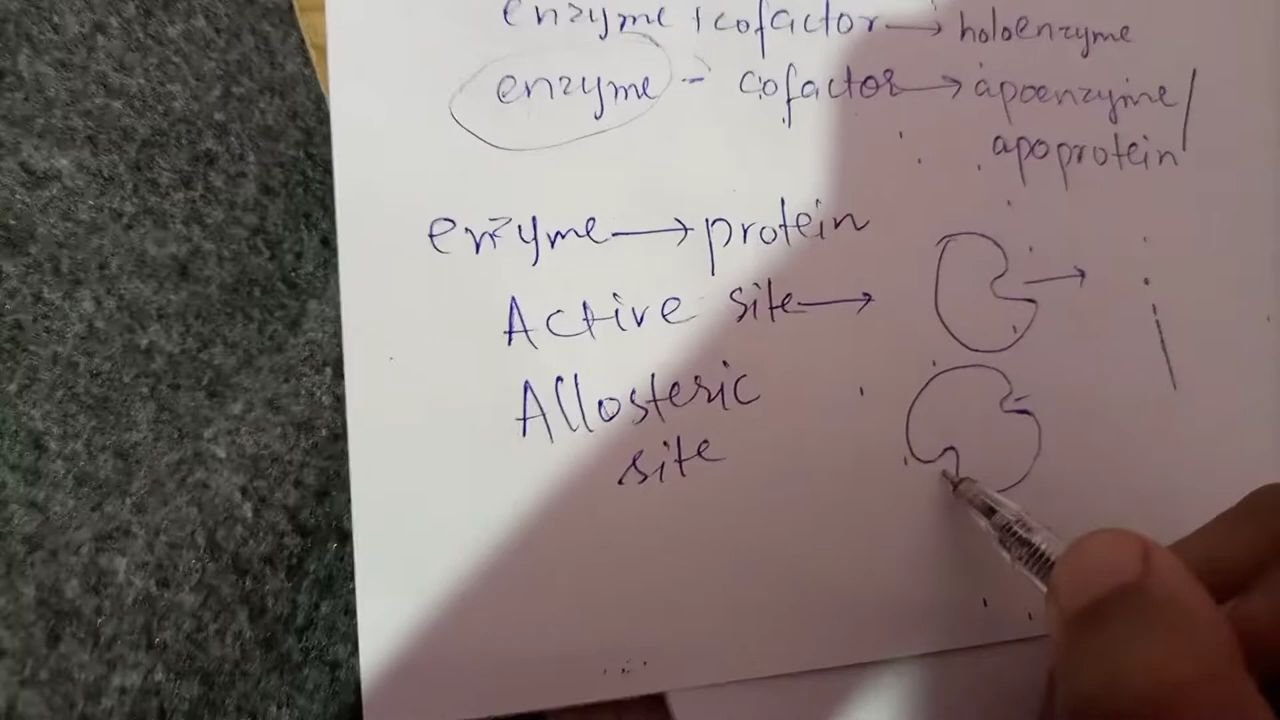 enzyme + cofactor → holoenzyme
enzyme - cofactor → apoenzyme/
apoprotein
enzyme → protein
Active site →
Allosteric
site